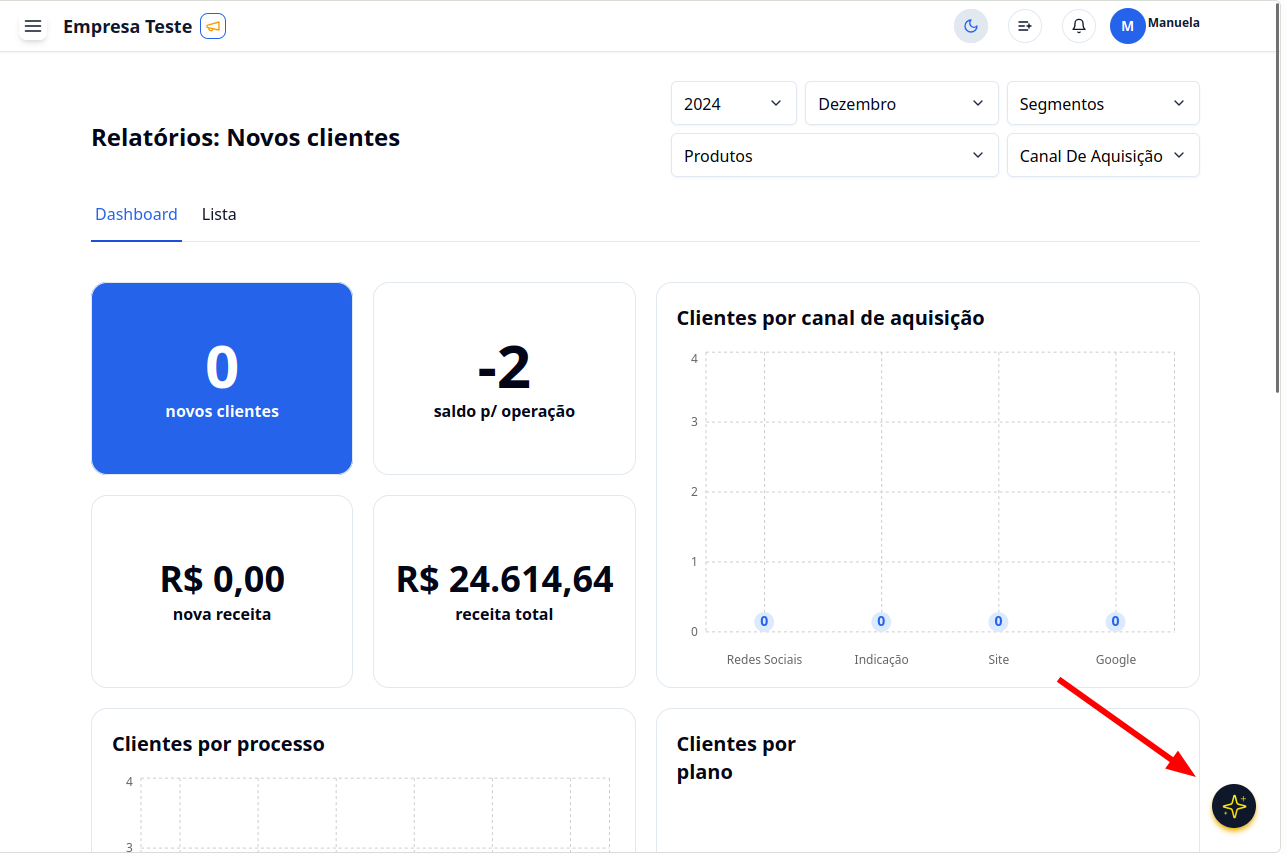 Empresa Teste
M
Manuela
2024
Dezembro
Segmentos
Relatórios: Novos clientes
Produtos
Canal De Aquisição
Dashboard
Lista
0
novos clientes
-2
saldo p/ operação
R$ 0,00
nova receita
R$ 24.614,64
receita total
Clientes por canal de aquisição
4
3
2
1
0
0
0
0
0
Redes Sociais
Indicação
Site
Google
Clientes por processo
4
3
Clientes por
plano